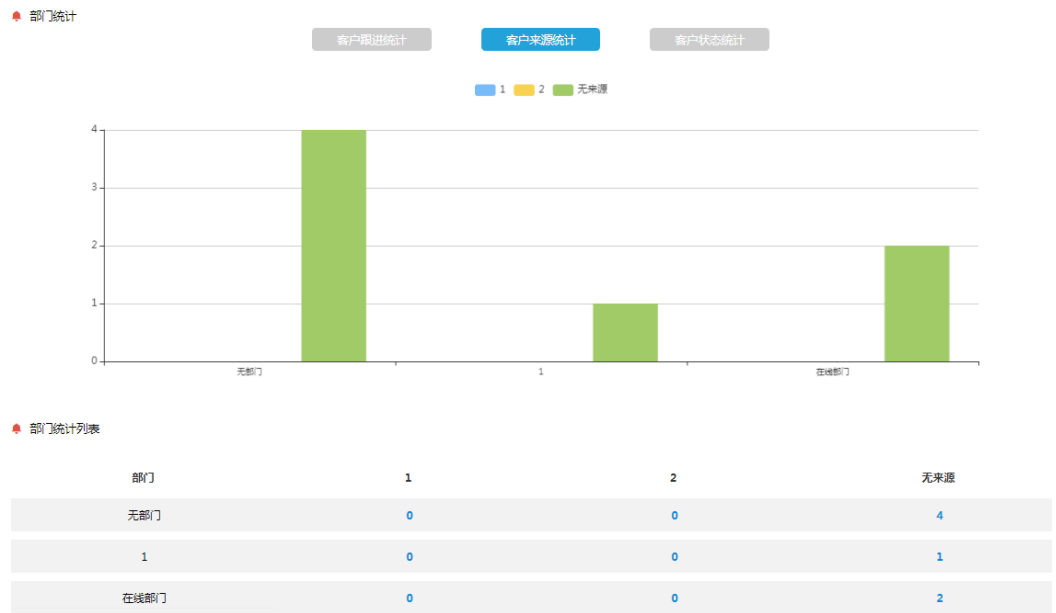 部门统计
客户跟进统计 客户来源统计 客户状态统计
1 2 无来源
4
3
2
1
0
无部门 1 在线部门
部门统计列表
部门 1 2 无来源
无部门 0 0 4
1 0 0 1
在线部门 0 0 2